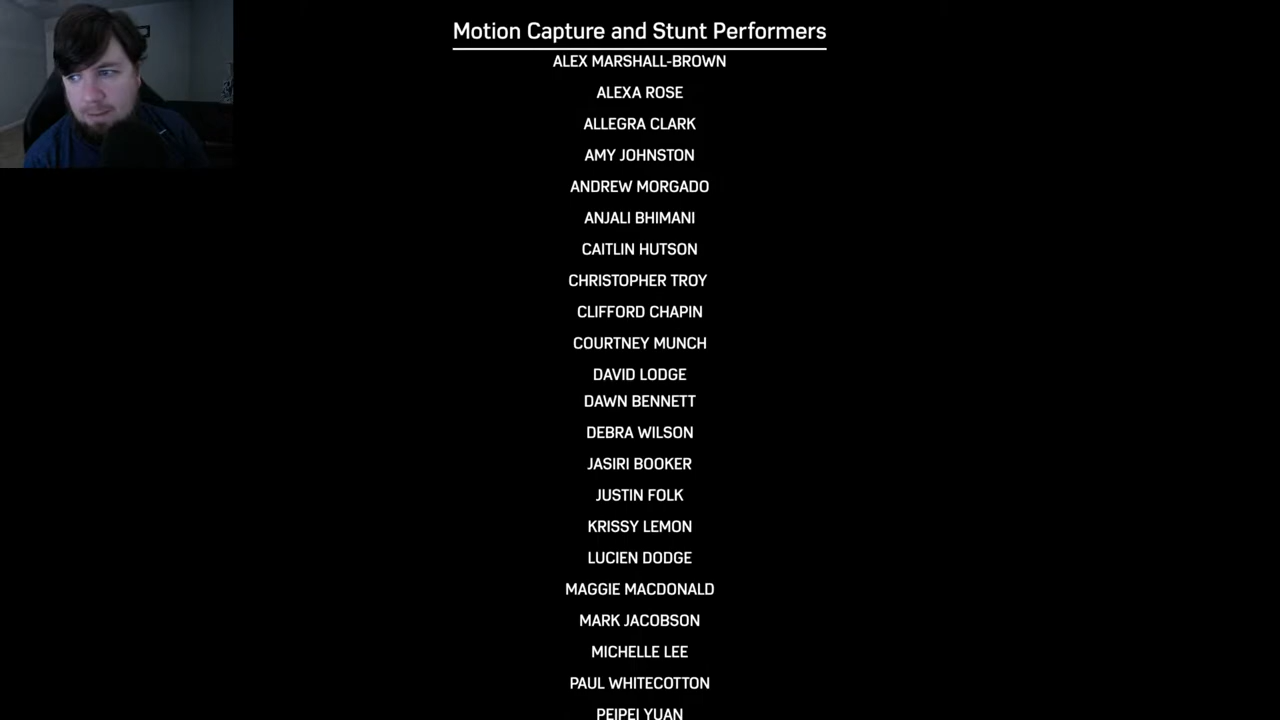 Motion Capture and Stunt Performers
ALEX MARSHALL-BROWN
ALEXA ROSE
ALLEGRA CLARK
AMY JOHNSTON
ANDREW MORGADO
ANJALI BHIMANI
CAITLIN HUTSON
CHRISTOPHER TROY
CLIFFORD CHAPIN
COURTNEY MUNCH
DAVID LODGE
DAWN BENNETT
DEBRA WILSON
JASIRI BOOKER
JUSTIN FOLK
KRISSY LEMON
LUCIEN DODGE
MAGGIE MACDONALD
MARK JACOBSON
MICHELLE LEE
PAUL WHITECOTTON
PEIPEI YUAN